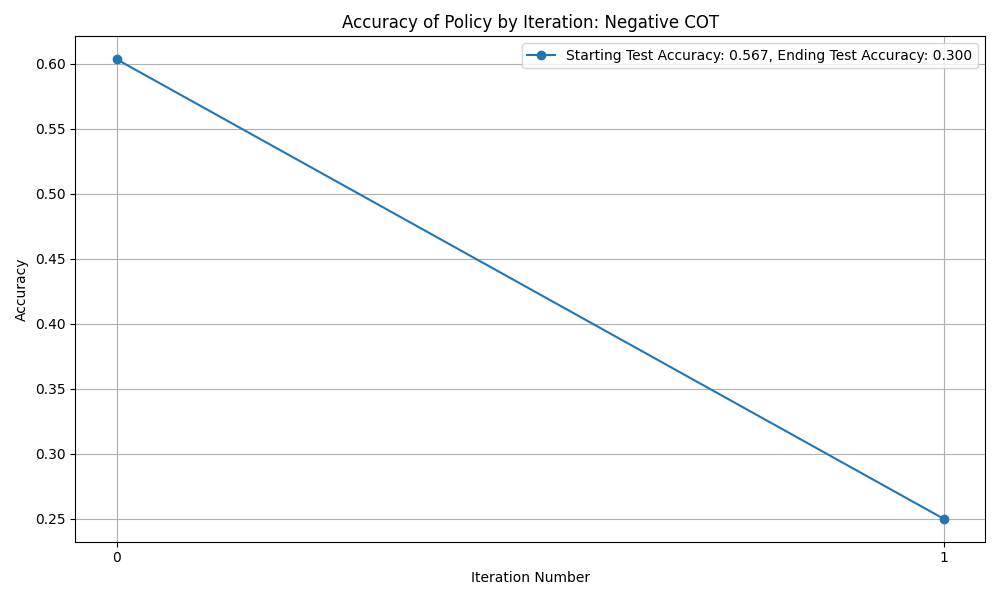 Accuracy of Policy by Iteration: Negative COT
Starting Test Accuracy: 0.567, Ending Test Accuracy: 0.300
0.60
0.55
0.50
0.45
0.40
0.35
0.30
0.25
Accuracy
0
1
Iteration Number